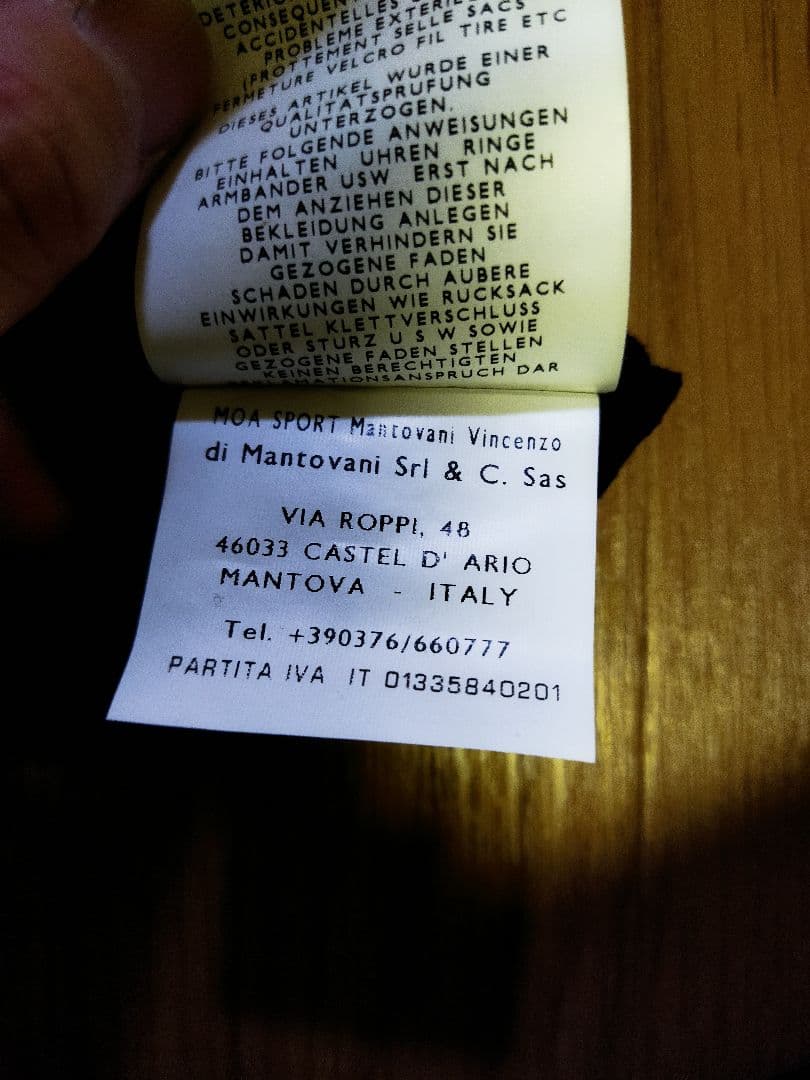 CONSEQUEN
ACCIDENTELLES
PROBLEME EXTERIE
(FROTTEMENT SELLE SACS
FERMETURE VELCRO FIL TIRE ETC
DIESES ARTIKEL WURDE EINER
QUALITATSPRUFUNG
UNTERZOGEN.
BITTE FOLGENDE ANWEISUNGEN
EINHALTEN UHREN RINGE
ARMBANDER USW ERST NACH
DEM ANZIEHEN DIESER
BEKLEIDUNG ANLEGEN
DAMIT VERHINDERN SIE
GEZOGENE FADEN
SCHADEN DURCH AUBERE
EINWIRKUNGEN WIE RUCKSACK
SATTEL KLETTVERSCHLUSS
ODER STURZ U S W SOWIE
GEZOGENE FADEN STELLEN
KEINEN BERECHTIGTEN
ATIONSANSPRUCH DAR
MOA SPORT Mantovani Vincenzo
di Mantovani Srl & C. Sas
VIA ROPPI, 48
46033 CASTEL D' ARIO
MANTOVA - ITALY
Tel. +390376/660777
PARTITA IVA IT 01335840201